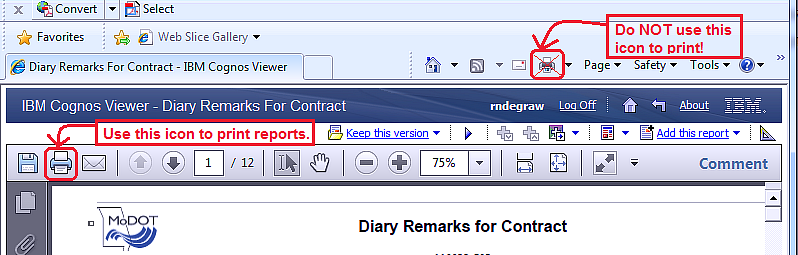 Convert Select
Do NOT use this
icon to print!
Favorites Web Slice Gallery
Diary Remarks For Contract - IBM Cognos Viewer Page Safety Tools
IBM Cognos Viewer - Diary Remarks For Contract rndegraw Log Off About IBM.
Use this icon to print reports. Keep this version Add this report
1 / 12 75% Comment
MoDOT
Diary Remarks for Contract